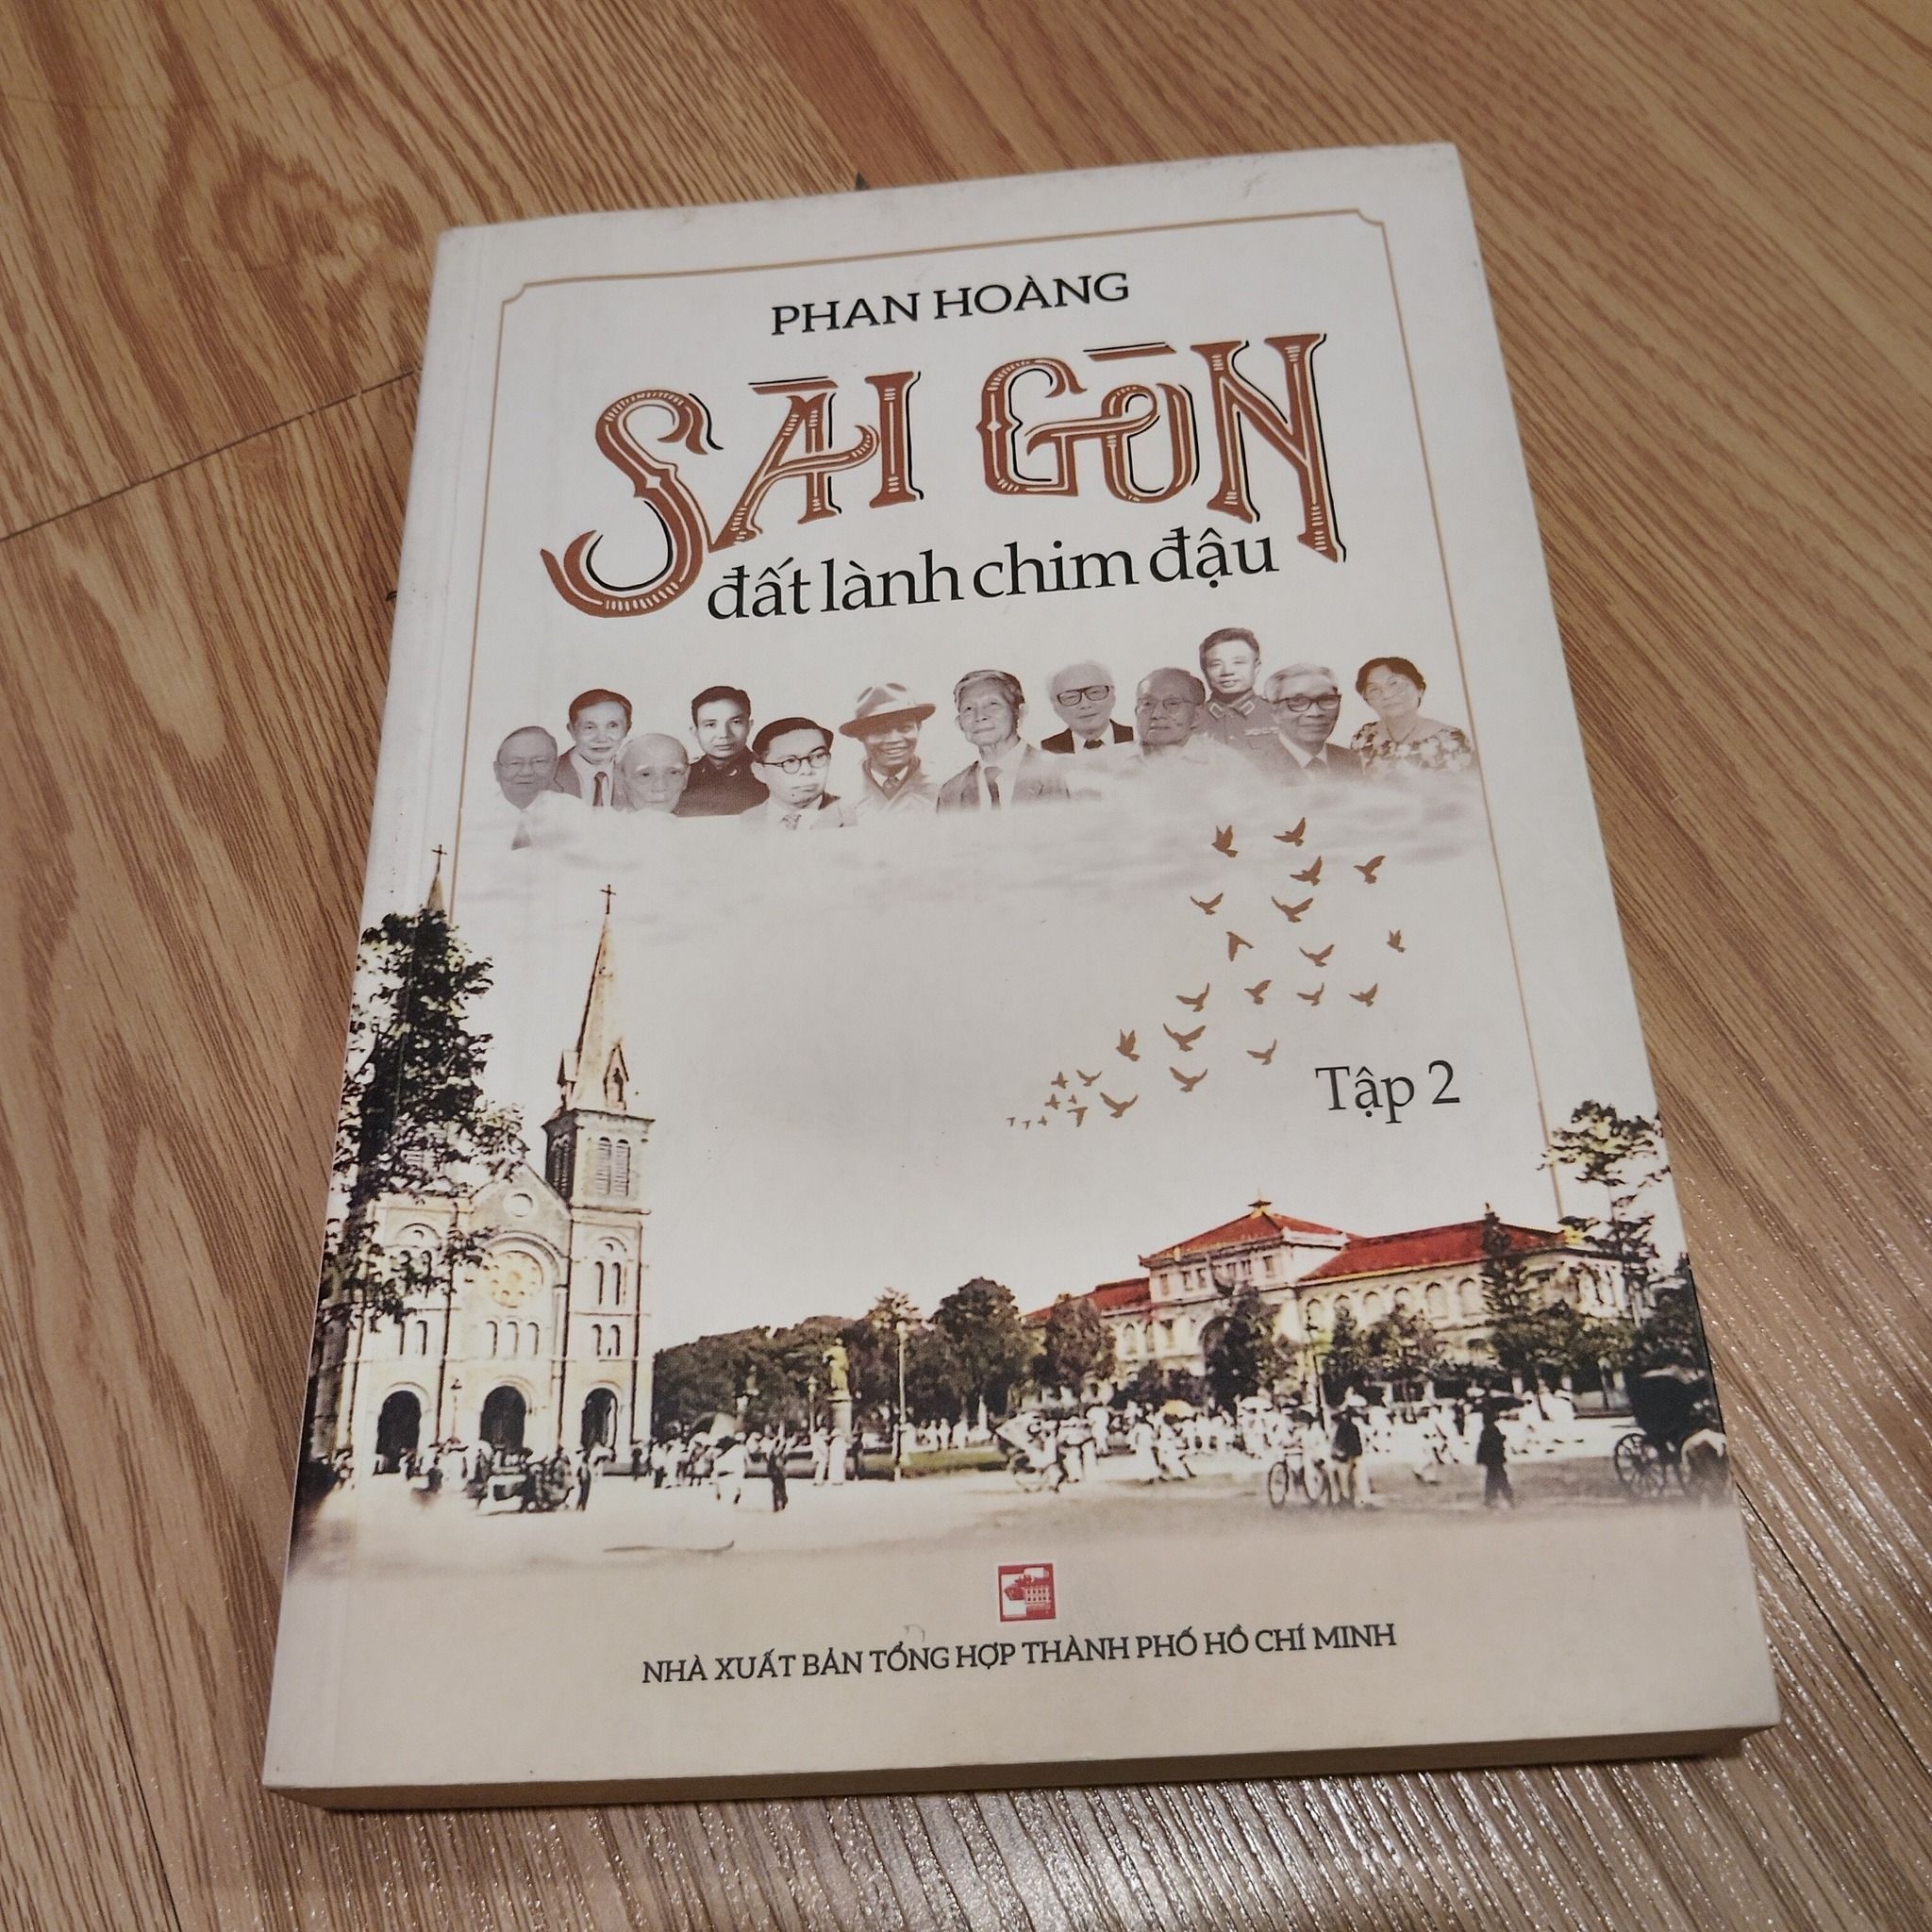 PHAN HOÀNG
SÀI GÒN
đất lành chim đậu
Tập 2
NHÀ XUẤT BẢN TỔNG HỢP THÀNH PHỐ HỒ CHÍ MINH